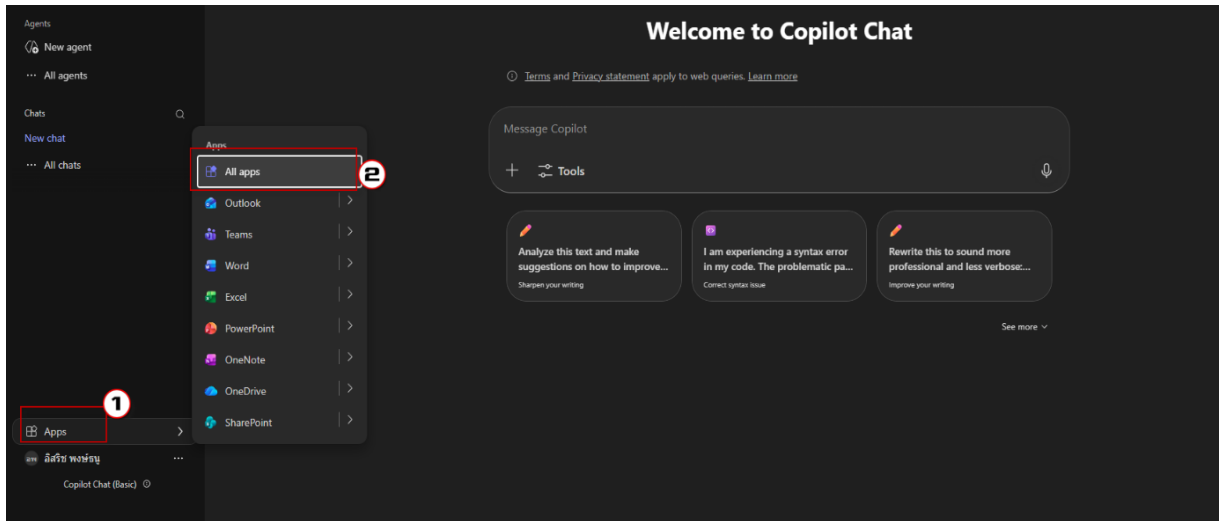 Agents
New agent
All agents
Chats
New chat
All chats
Apps
อิสริช พงษ์ธนู
Copilot Chat (Basic)
1
Apps
All apps
2
Outlook
Teams
Word
Excel
PowerPoint
OneNote
OneDrive
SharePoint
Welcome to Copilot Chat
Terms and Privacy statement apply to web queries. Learn more
Message Copilot
Tools
Analyze this text and make
suggestions on how to improve...
Sharpen your writing
I am experiencing a syntax error
in my code. The problematic pa...
Correct syntax issue
Rewrite this to sound more
professional and less verbose:...
Improve your writing
See more